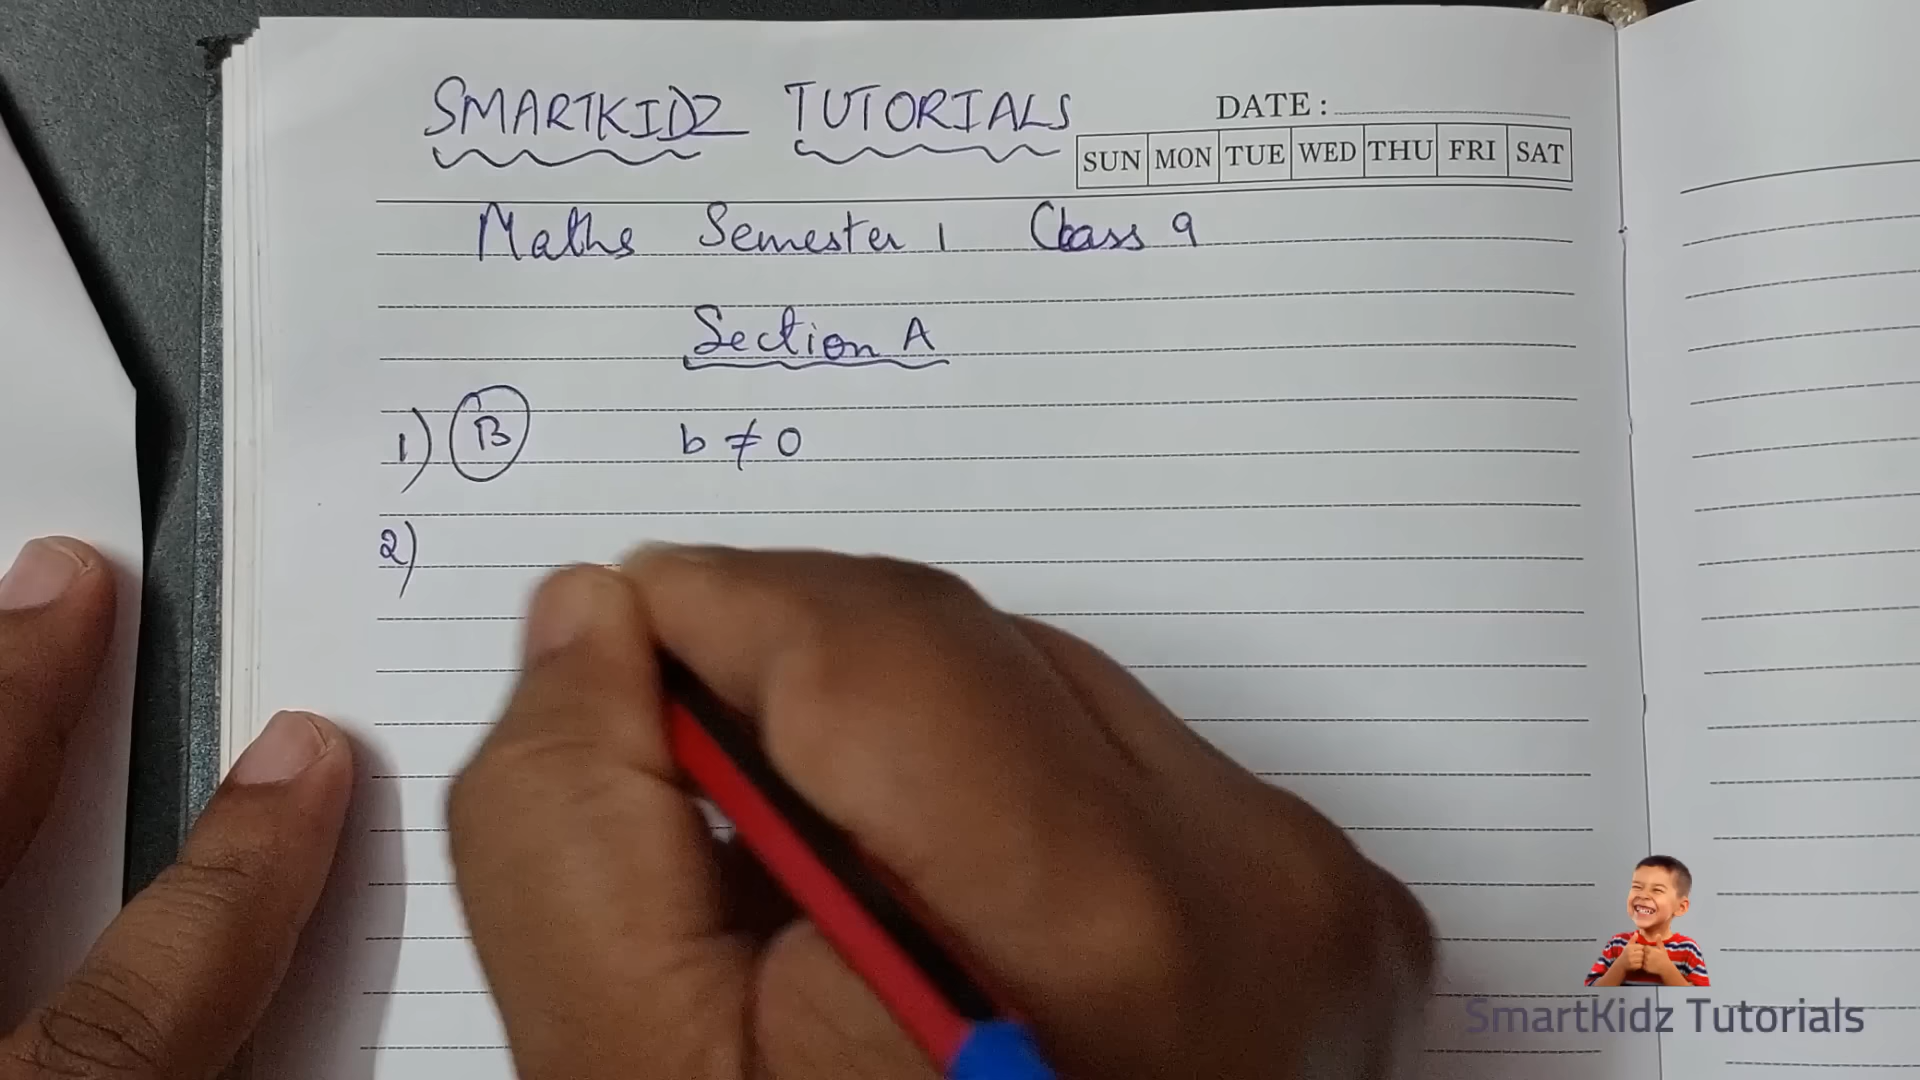 SMARTKIDZ TUTORIALS
DATE :
SUN MON TUE WED THU FRI SAT
Maths Semester 1 Class 9
Section A
1) B b ≠ 0
2)
SmartKidz Tutorials